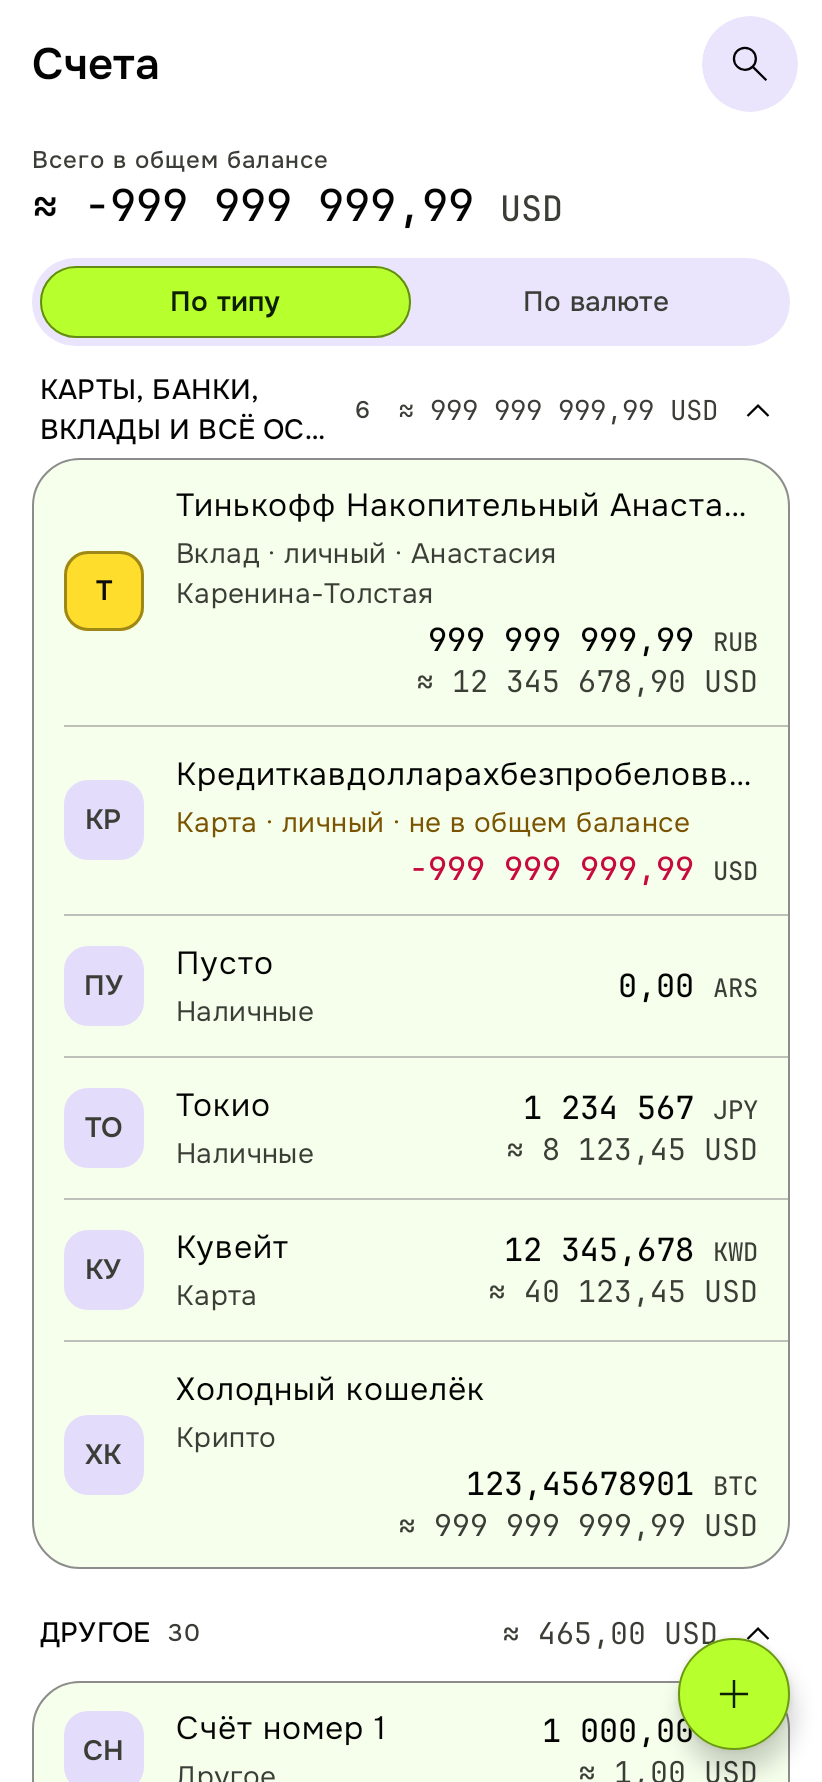 Счета
Всего в общем балансе
≈ -999 999 999,99 USD
По типу
По валюте
КАРТЫ, БАНКИ,
ВКЛАДЫ И ВСЁ ОС...
6 ≈ 999 999 999,99 USD
Тинькофф Накопительный Анаста...
Т
Вклад · личный · Анастасия
Каренина-Толстая
999 999 999,99 RUB
≈ 12 345 678,90 USD
Кредиткавдолларахбезпробеловв...
КР
Карта · личный · не в общем балансе
-999 999 999,99 USD
Пусто
ПУ
0,00 ARS
Наличные
Токио
1 234 567 JPY
ТО
Наличные
≈ 8 123,45 USD
Кувейт
12 345,678 KWD
КУ
Карта
≈ 40 123,45 USD
Холодный кошелёк
Крипто
ХК
123,45678901 BTC
≈ 999 999 999,99 USD
ДРУГОЕ 30 ≈ 465,00 USD
Счёт номер 1
1 000,00
СН
Другое
≈ 1,00 USD